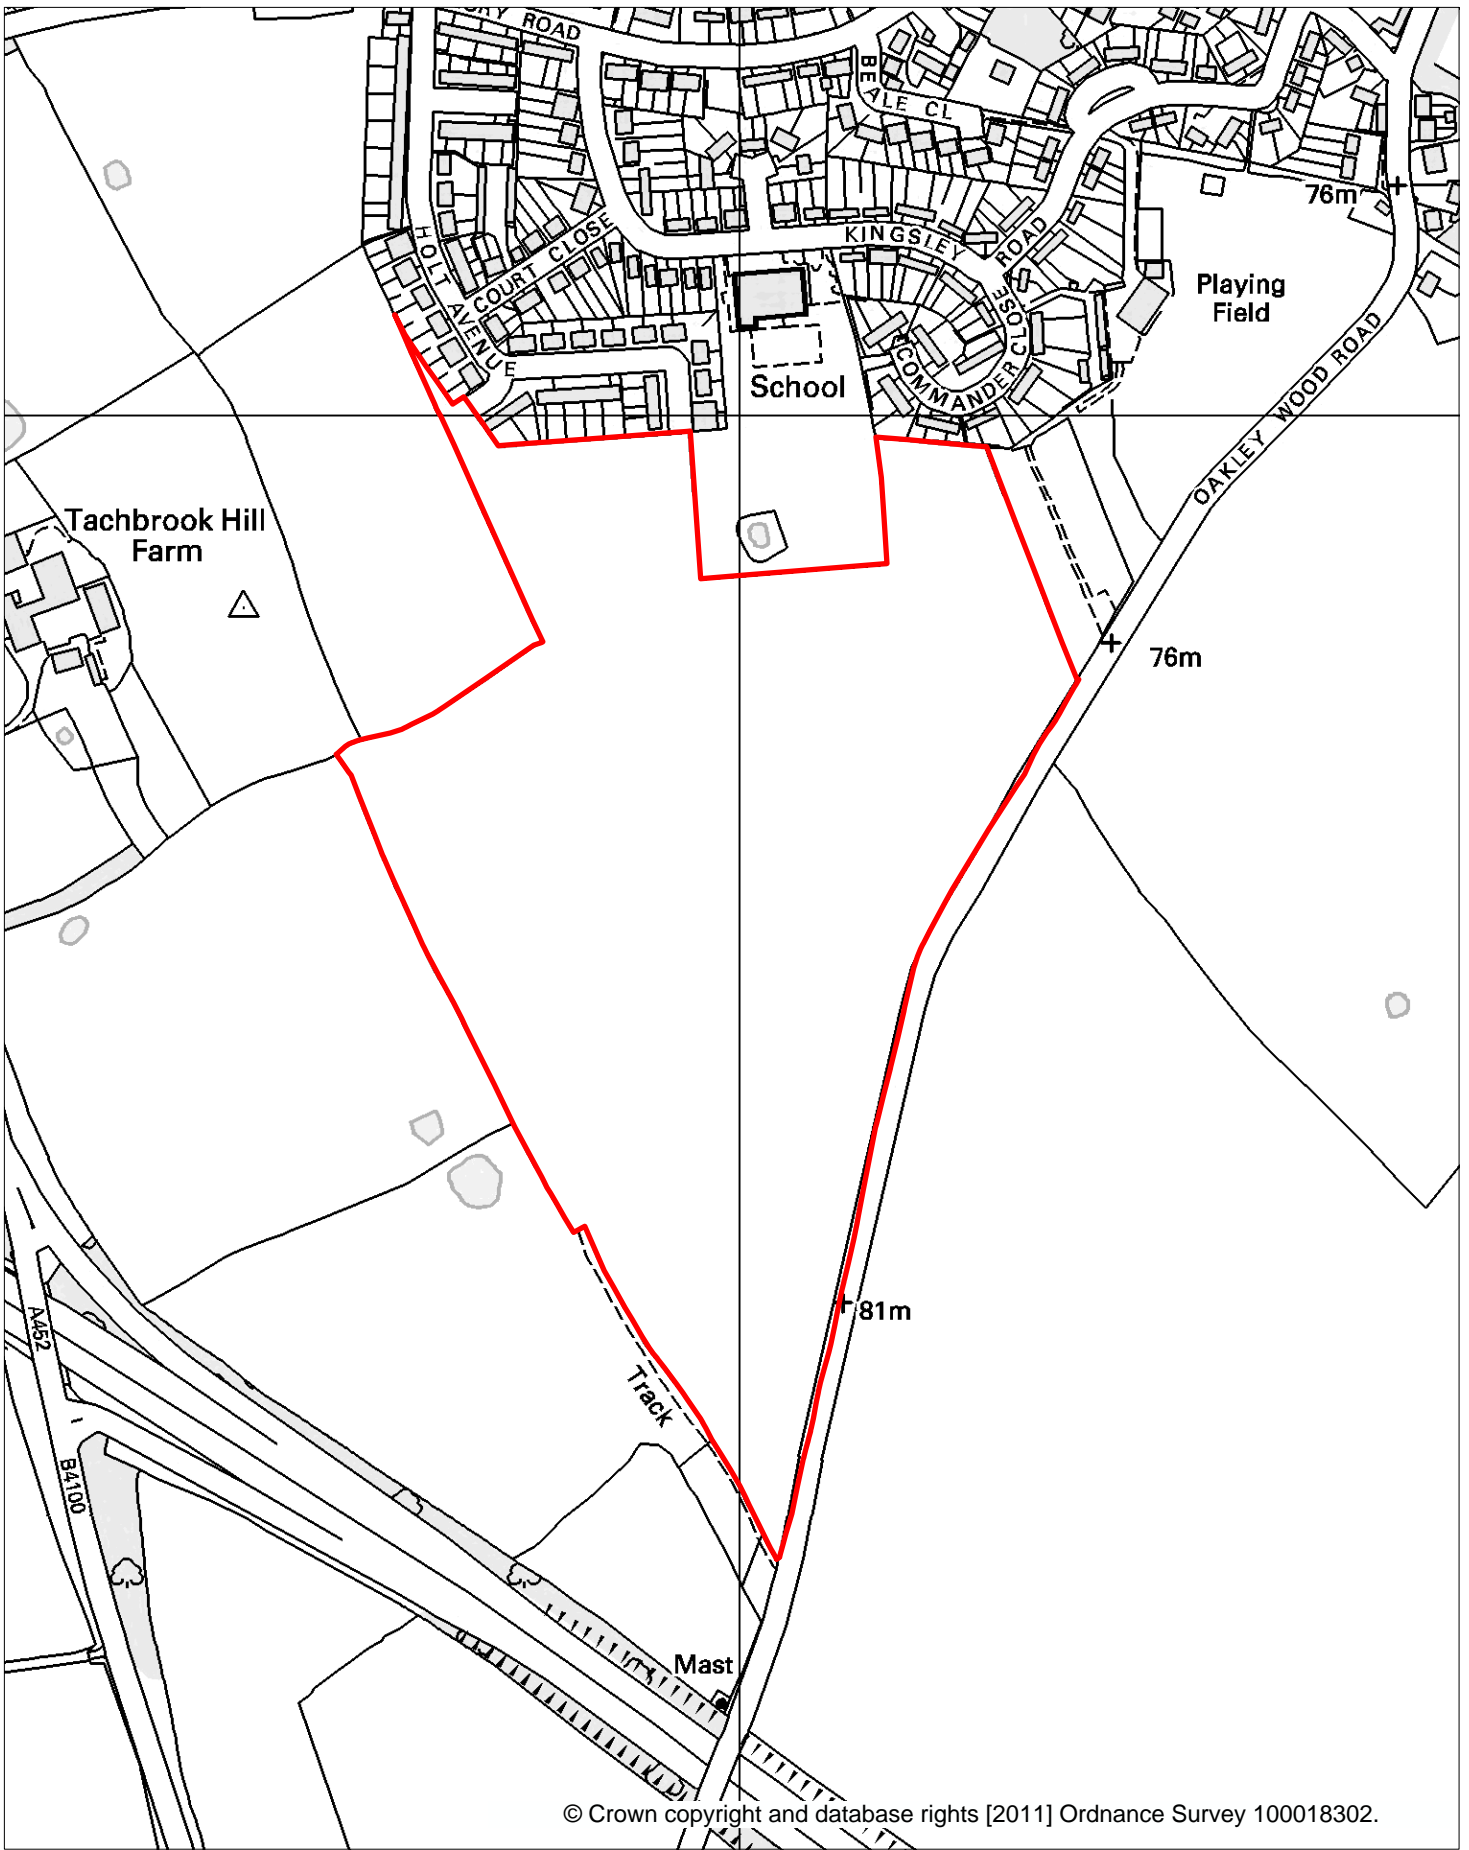 URY ROAD
BEALE CL
76m
HOLT AVENUE
COURT CLOSE
KINGSLEY ROAD
Playing
Field
COMMANDER CLOSE
School
OAKLEY WOOD ROAD
Tachbrook Hill
Farm
76m
81m
A452
Track
B4100
Mast
© Crown copyright and database rights [2011] Ordnance Survey 100018302.